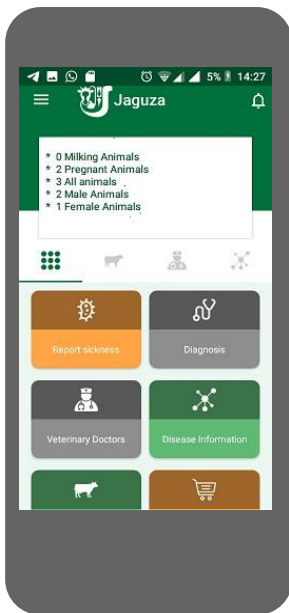 5% 14:27
Jaguza
* 0 Milking Animals
* 2 Pregnant Animals
* 3 All animals
* 2 Male Animals
* 1 Female Animals
Report sickness
Diagnosis
Veterinary Doctors
Disease Information